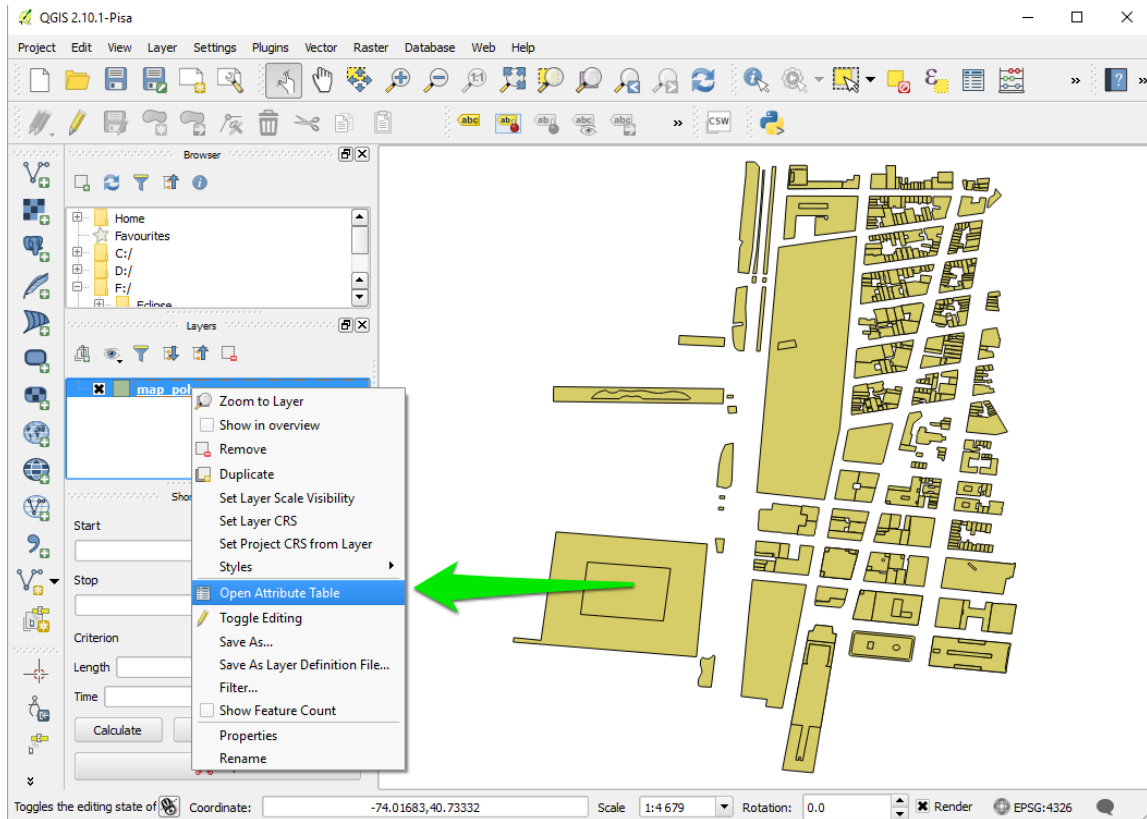 QGIS 2.10.1-Pisa
Project Edit View Layer Settings Plugins Vector Raster Database Web Help
abc
CSW
Browser
Home
Favourites
C:/
D:/
F:/
Eclipse
Layers
map_pol
Zoom to Layer
Show in overview
Remove
Duplicate
Set Layer Scale Visibility
Set Layer CRS
Set Project CRS from Layer
Styles
Open Attribute Table
Toggle Editing
Save As...
Save As Layer Definition File...
Filter...
Show Feature Count
Properties
Rename
Start
Stop
Criterion
Length
Time
Calculate
Toggles the editing state of Coordinate: -74.01683,40.73332 Scale 1:4 679 Rotation: 0.0 Render EPSG:4326